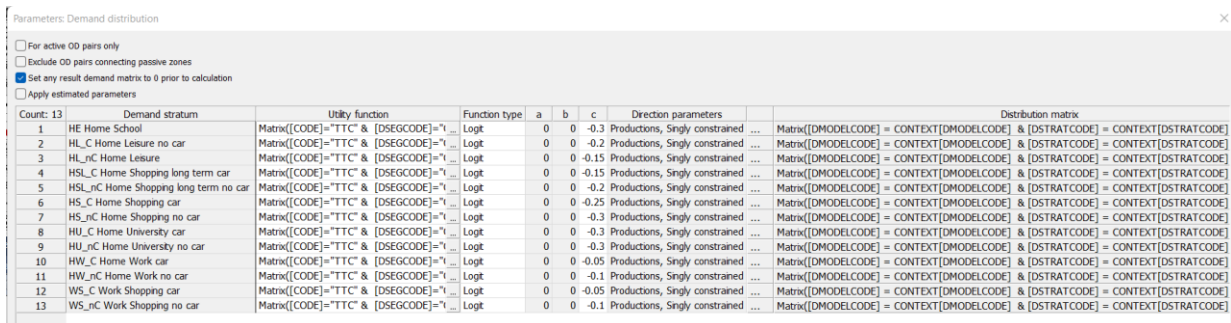 Parameters: Demand distribution
For active OD pairs only
Exclude OD pairs connecting passive zones
Set any result demand matrix to 0 prior to calculation
Apply estimated parameters
Count: 13 Demand stratum Utility function Function type a b c Direction parameters Distribution matrix
1 HE Home School Matrix([CODE]="TTC" & [DSEGCODE]="( ... Logit 0 0 -0.3 Productions, Singly constrained ... Matrix([DMODELCODE] = CONTEXT[DMODELCODE] & [DSTRATCODE] = CONTEXT[DSTRATCODE]
2 HL_C Home Leisure no car Matrix([CODE]="TTC" & [DSEGCODE]="( ... Logit 0 0 -0.2 Productions, Singly constrained ... Matrix([DMODELCODE] = CONTEXT[DMODELCODE] & [DSTRATCODE] = CONTEXT[DSTRATCODE]
3 HL_nC Home Leisure Matrix([CODE]="TTC" & [DSEGCODE]="( ... Logit 0 0 -0.15 Productions, Singly constrained ... Matrix([DMODELCODE] = CONTEXT[DMODELCODE] & [DSTRATCODE] = CONTEXT[DSTRATCODE]
4 HSL_C Home Shopping long term car Matrix([CODE]="TTC" & [DSEGCODE]="( ... Logit 0 0 -0.15 Productions, Singly constrained ... Matrix([DMODELCODE] = CONTEXT[DMODELCODE] & [DSTRATCODE] = CONTEXT[DSTRATCODE]
5 HSL_nC Home Shopping long term no car Matrix([CODE]="TTC" & [DSEGCODE]="( ... Logit 0 0 -0.2 Productions, Singly constrained ... Matrix([DMODELCODE] = CONTEXT[DMODELCODE] & [DSTRATCODE] = CONTEXT[DSTRATCODE]
6 HS_C Home Shopping car Matrix([CODE]="TTC" & [DSEGCODE]="( ... Logit 0 0 -0.25 Productions, Singly constrained ... Matrix([DMODELCODE] = CONTEXT[DMODELCODE] & [DSTRATCODE] = CONTEXT[DSTRATCODE]
7 HS_nC Home Shopping no car Matrix([CODE]="TTC" & [DSEGCODE]="( ... Logit 0 0 -0.3 Productions, Singly constrained ... Matrix([DMODELCODE] = CONTEXT[DMODELCODE] & [DSTRATCODE] = CONTEXT[DSTRATCODE]
8 HU_C Home University car Matrix([CODE]="TTC" & [DSEGCODE]="( ... Logit 0 0 -0.3 Productions, Singly constrained ... Matrix([DMODELCODE] = CONTEXT[DMODELCODE] & [DSTRATCODE] = CONTEXT[DSTRATCODE]
9 HU_nC Home University no car Matrix([CODE]="TTC" & [DSEGCODE]="( ... Logit 0 0 -0.3 Productions, Singly constrained ... Matrix([DMODELCODE] = CONTEXT[DMODELCODE] & [DSTRATCODE] = CONTEXT[DSTRATCODE]
10 HW_C Home Work car Matrix([CODE]="TTC" & [DSEGCODE]="( ... Logit 0 0 -0.05 Productions, Singly constrained ... Matrix([DMODELCODE] = CONTEXT[DMODELCODE] & [DSTRATCODE] = CONTEXT[DSTRATCODE]
11 HW_nC Home Work no car Matrix([CODE]="TTC" & [DSEGCODE]="( ... Logit 0 0 -0.1 Productions, Singly constrained ... Matrix([DMODELCODE] = CONTEXT[DMODELCODE] & [DSTRATCODE] = CONTEXT[DSTRATCODE]
12 WS_C Work Shopping car Matrix([CODE]="TTC" & [DSEGCODE]="( ... Logit 0 0 -0.05 Productions, Singly constrained ... Matrix([DMODELCODE] = CONTEXT[DMODELCODE] & [DSTRATCODE] = CONTEXT[DSTRATCODE]
13 WS_nC Work Shopping no car Matrix([CODE]="TTC" & [DSEGCODE]="( ... Logit 0 0 -0.1 Productions, Singly constrained ... Matrix([DMODELCODE] = CONTEXT[DMODELCODE] & [DSTRATCODE] = CONTEXT[DSTRATCODE]